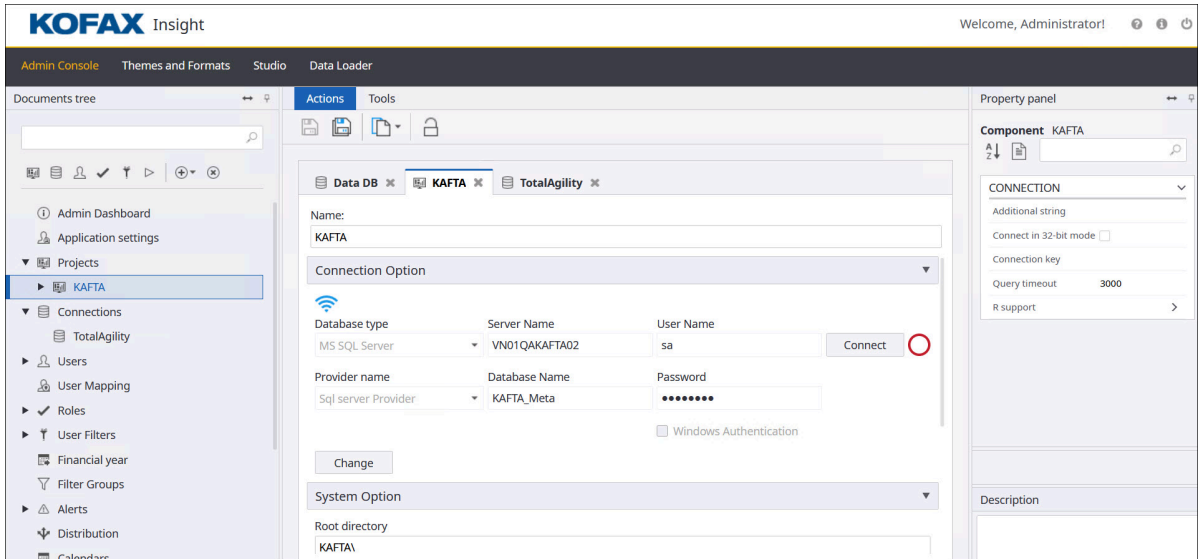 KOFAX Insight
Welcome, Administrator!
Admin Console Themes and Formats Studio Data Loader
Documents tree
Admin Dashboard
Application settings
Projects
KAFTA
Connections
TotalAgility
Users
User Mapping
Roles
User Filters
Financial year
Filter Groups
Alerts
Distribution
Calendars
Actions Tools
Data DB KAFTA TotalAgility
Name:
KAFTA
Connection Option
Database type Server Name User Name
MS SQL Server VN01QAKAFTA02 sa Connect
Provider name Database Name Password
Sql server Provider KAFTA_Meta ••••••••
Windows Authentication
Change
System Option
Root directory
KAFTA\
Property panel
Component KAFTA
CONNECTION
Additional string
Connect in 32-bit mode
Connection key
Query timeout 3000
R support
Description